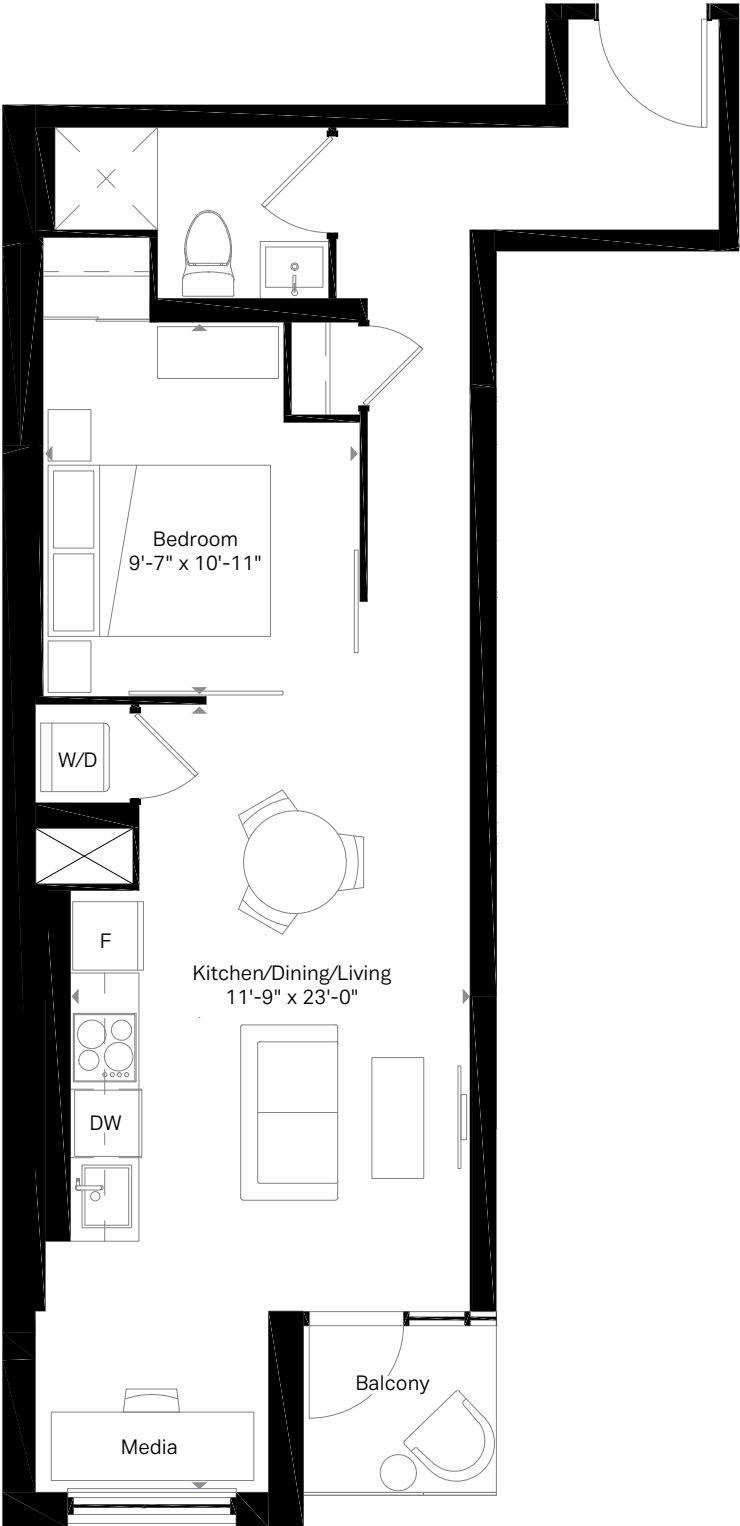 Bedroom
9'-7" x 10'-11"
W/D
F
Kitchen/Dining/Living
11'-9" x 23'-0"
DW
Balcony
Media